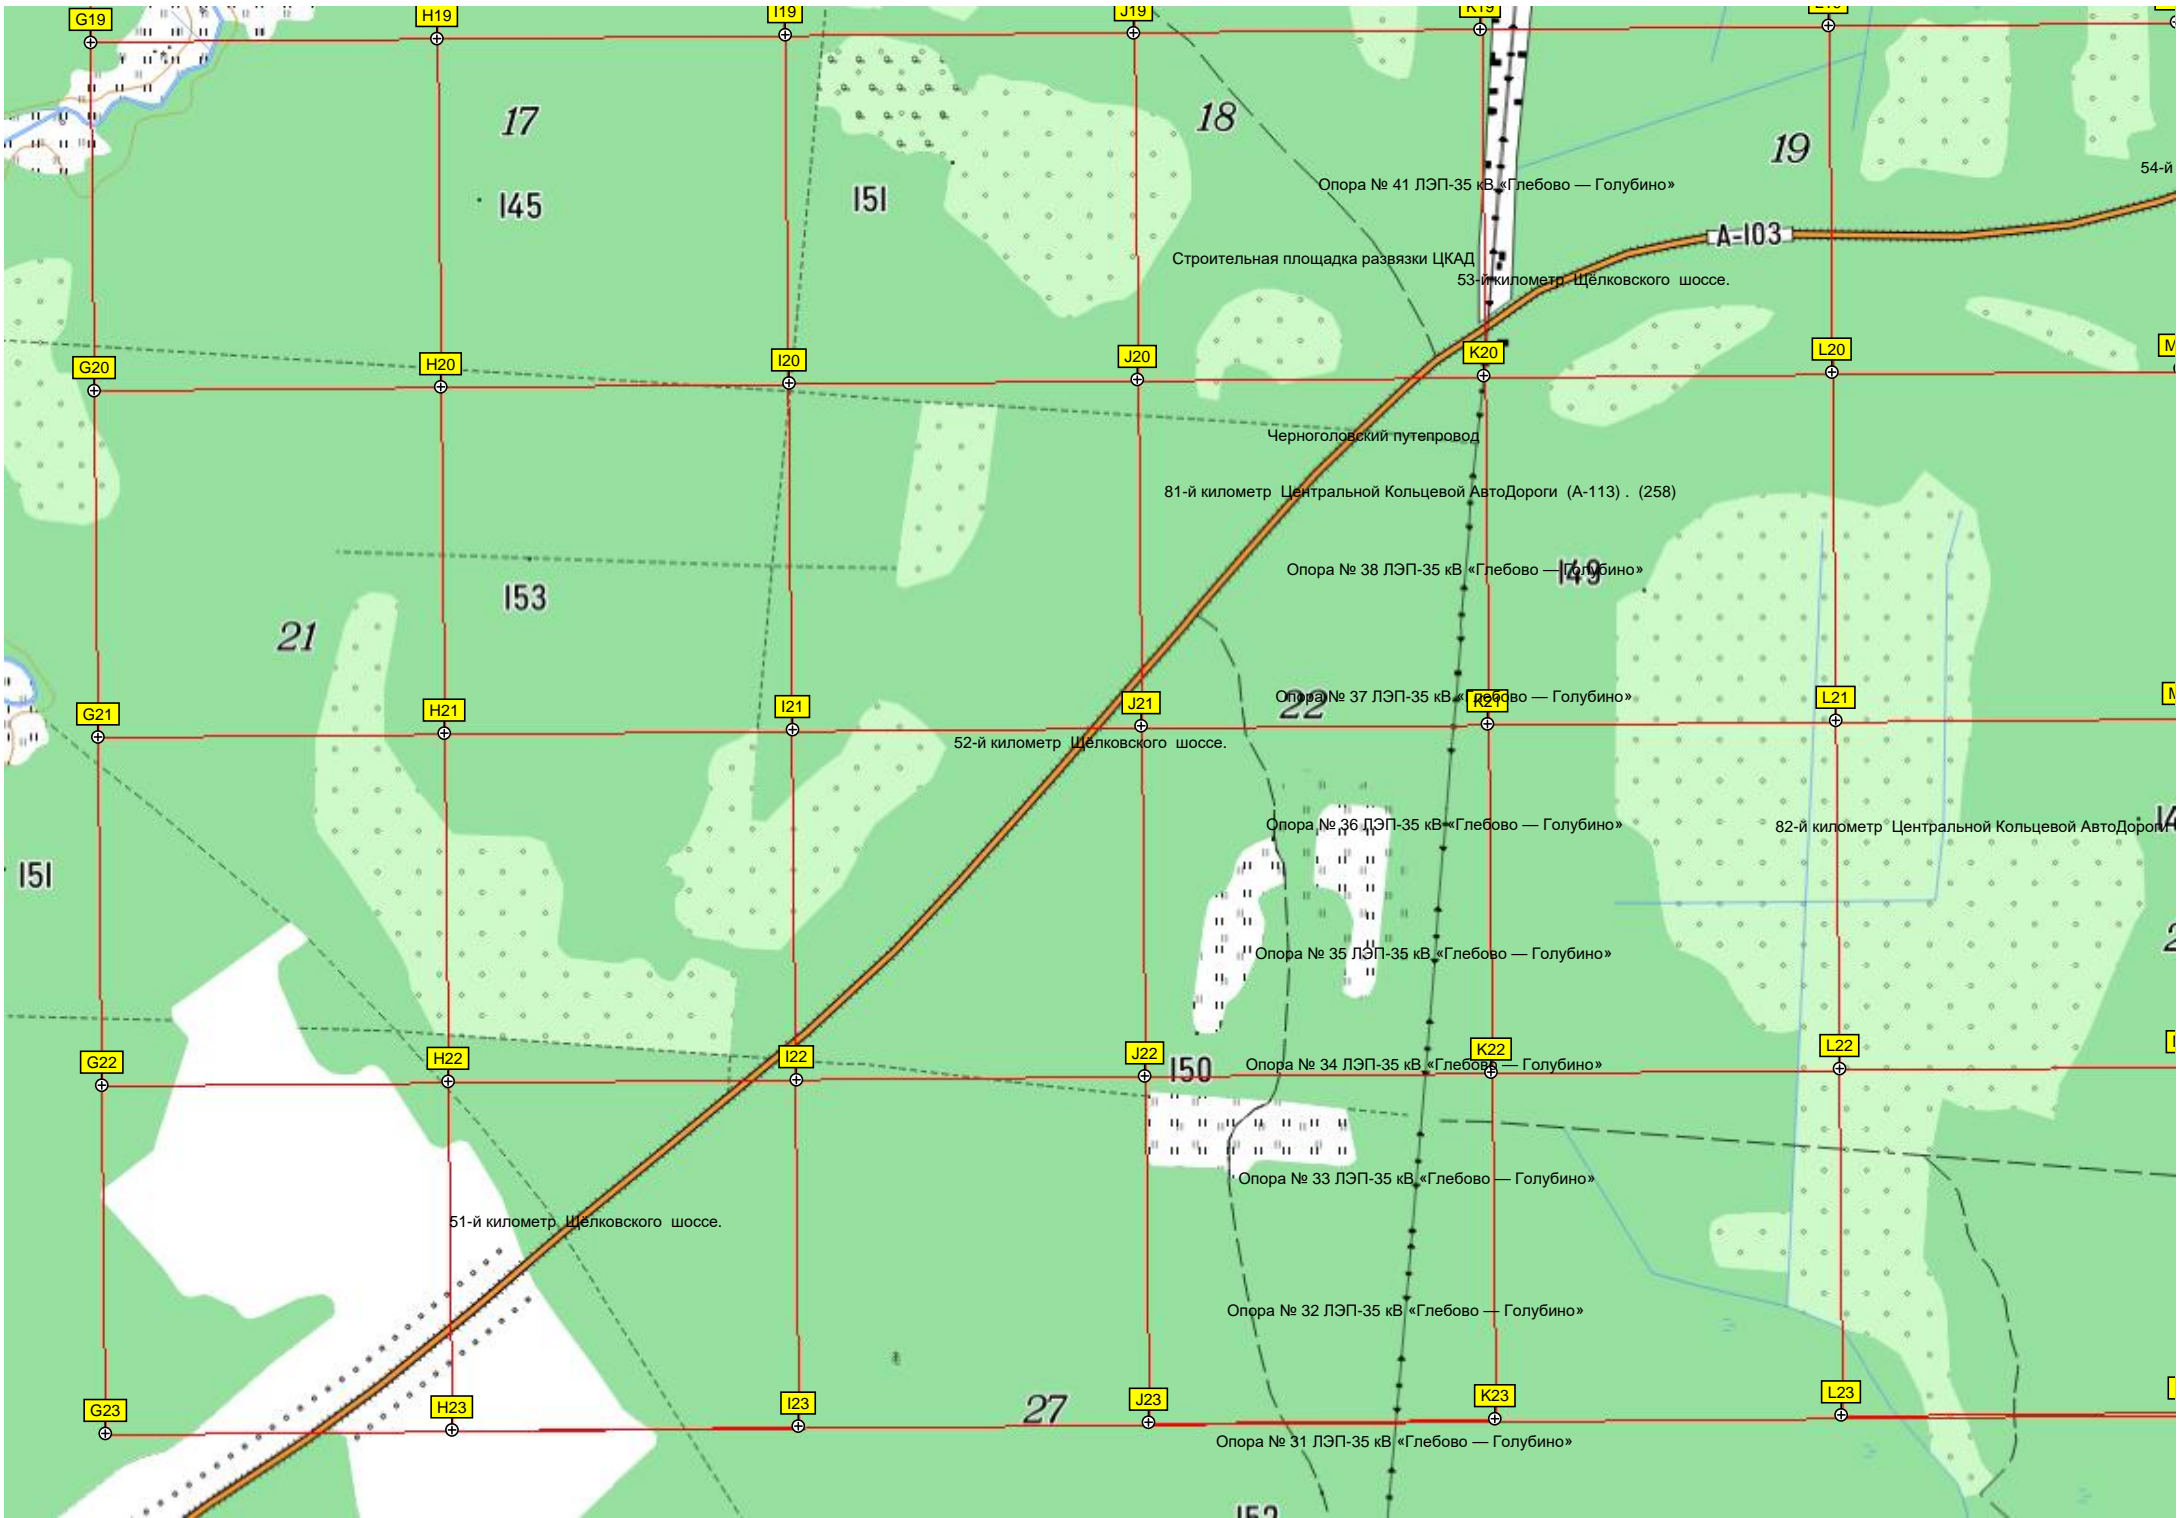 G19
H19
I19
J19
K19
17
18
19
145
151
54-й
Опора № 41 ЛЭП-35 кВ «Глебово — Голубино»
А-103
Строительная площадка развязки ЦКАД
53-й километр Щёлковского шоссе.
G20
H20
I20
J20
K20
L20
M
Черноголовский путепровод
81-й километр Центральной Кольцевой АвтоДороги (А-113) . (258)
Опора № 38 ЛЭП-35 кВ «Глебово — Голубино»
149
153
21
22
Опора № 37 ЛЭП-35 кВ «Глебово — Голубино»
G21
H21
I21
J21
K21
L21
52-й километр Щёлковского шоссе.
Опора № 36 ЛЭП-35 кВ «Глебово — Голубино»
82-й километр Центральной Кольцевой АвтоДороги
151
Опора № 35 ЛЭП-35 кВ «Глебово — Голубино»
G22
H22
I22
J22
K22
L22
150
Опора № 34 ЛЭП-35 кВ «Глебово — Голубино»
Опора № 33 ЛЭП-35 кВ «Глебово — Голубино»
51-й километр Щёлковского шоссе.
Опора № 32 ЛЭП-35 кВ «Глебово — Голубино»
G23
H23
I23
J23
K23
L23
27
Опора № 31 ЛЭП-35 кВ «Глебово — Голубино»